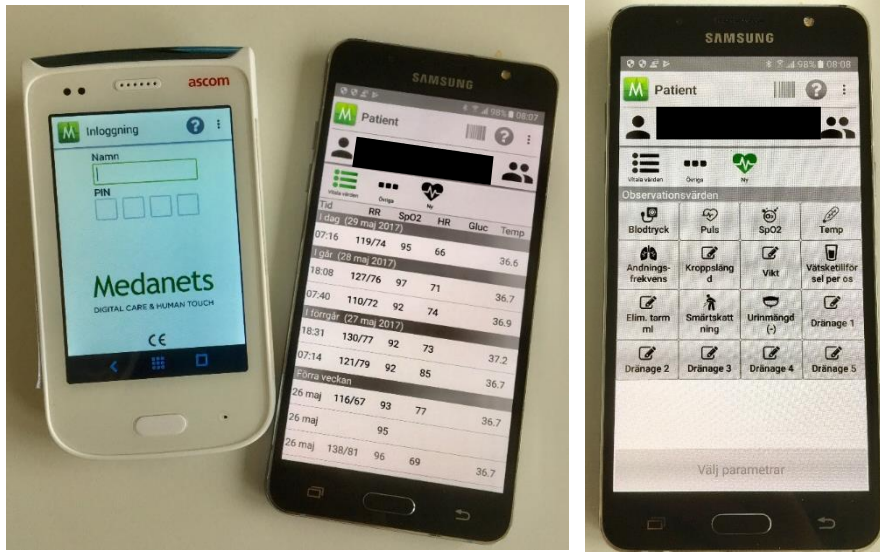 ascom
M Inloggning ?
Namn
PIN
Medanets
DIGITAL CARE & HUMAN TOUCH
CE
SAMSUNG
98% 08:07
M Patient ?
Vitala värden Övriga Ny
Tid RR SpO2 HR Gluc Temp
I dag (29 maj 2017)
07:16 119/74 95 66 36.6
I går (28 maj 2017)
18:08 127/76 97 71 36.7
07:40 110/72 92 74 36.9
I förrgår (27 maj 2017)
18:31 130/77 92 73 37.2
07:14 121/79 92 85 36.7
Förra veckan
26 maj 116/67 93 77 36.7
26 maj 95
26 maj 138/81 96 69 36.7
SAMSUNG
98% 08:08
M Patient ?
Vitala värden Övriga Ny
Observationsvärden
Blodtryck Puls SpO2 Temp
Andnings- Kroppsläng Vikt Vätsketillför
frekvens d sel per os
Elim. tarm Smärtskatt Urinmängd Dränage 1
ml ning (-)
Dränage 2 Dränage 3 Dränage 4 Dränage 5
Välj parametrar